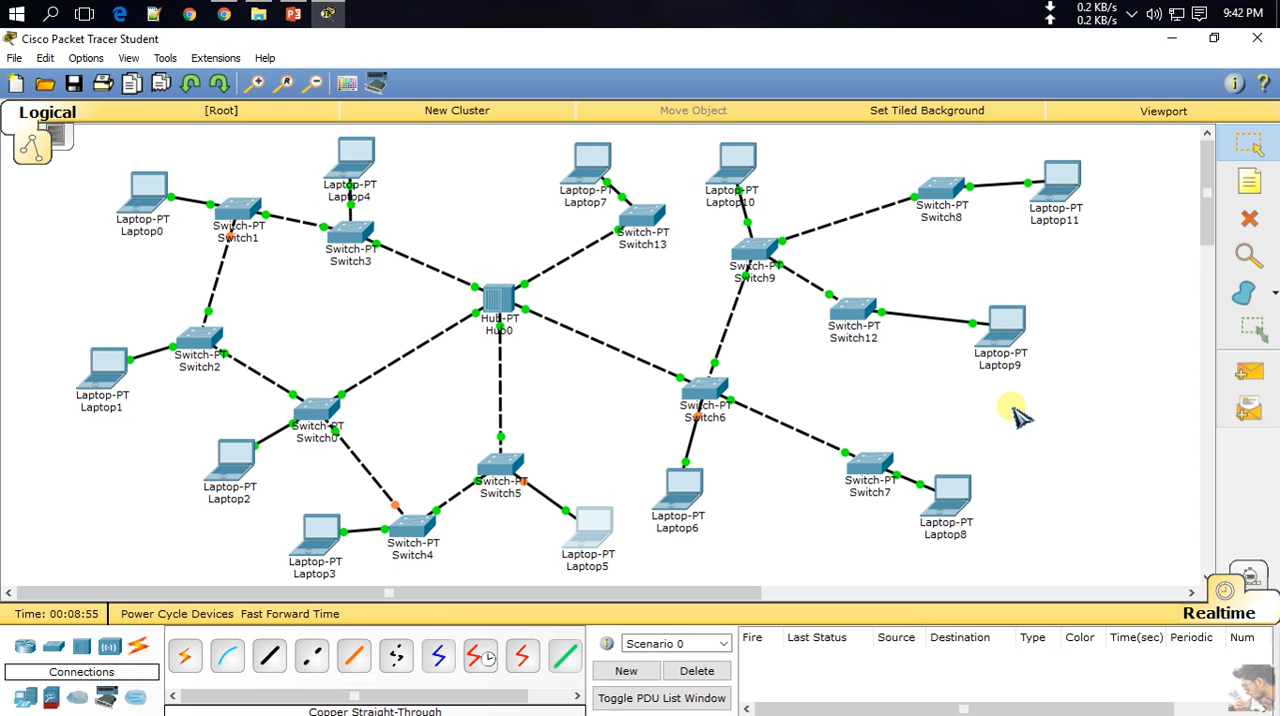 0.2 KB/s
0.2 KB/s
9:42 PM
Cisco Packet Tracer Student
File Edit Options View Tools Extensions Help
Logical
[Root]
New Cluster
Move Object
Set Tiled Background
Viewport
Laptop-PT
Laptop0
Switch-PT
Switch1
Laptop-PT
Laptop4
Switch-PT
Switch3
Laptop-PT
Laptop7
Switch-PT
Switch13
Laptop-PT
Laptop10
Switch-PT
Switch9
Switch-PT
Switch8
Laptop-PT
Laptop11
Hub-PT
Hub0
Switch-PT
Switch12
Laptop-PT
Laptop9
Switch-PT
Switch2
Laptop-PT
Laptop1
Switch-PT
Switch0
Laptop-PT
Laptop2
Switch-PT
Switch6
Switch-PT
Switch5
Switch-PT
Switch7
Laptop-PT
Laptop6
Laptop-PT
Laptop8
Switch-PT
Switch4
Laptop-PT
Laptop3
Laptop-PT
Laptop5
Time: 00:08:55 Power Cycle Devices Fast Forward Time
Realtime
Connections
Copper Straight-Through
Scenario 0
New
Delete
Toggle PDU List Window
Fire Last Status Source Destination Type Color Time(sec) Periodic Num